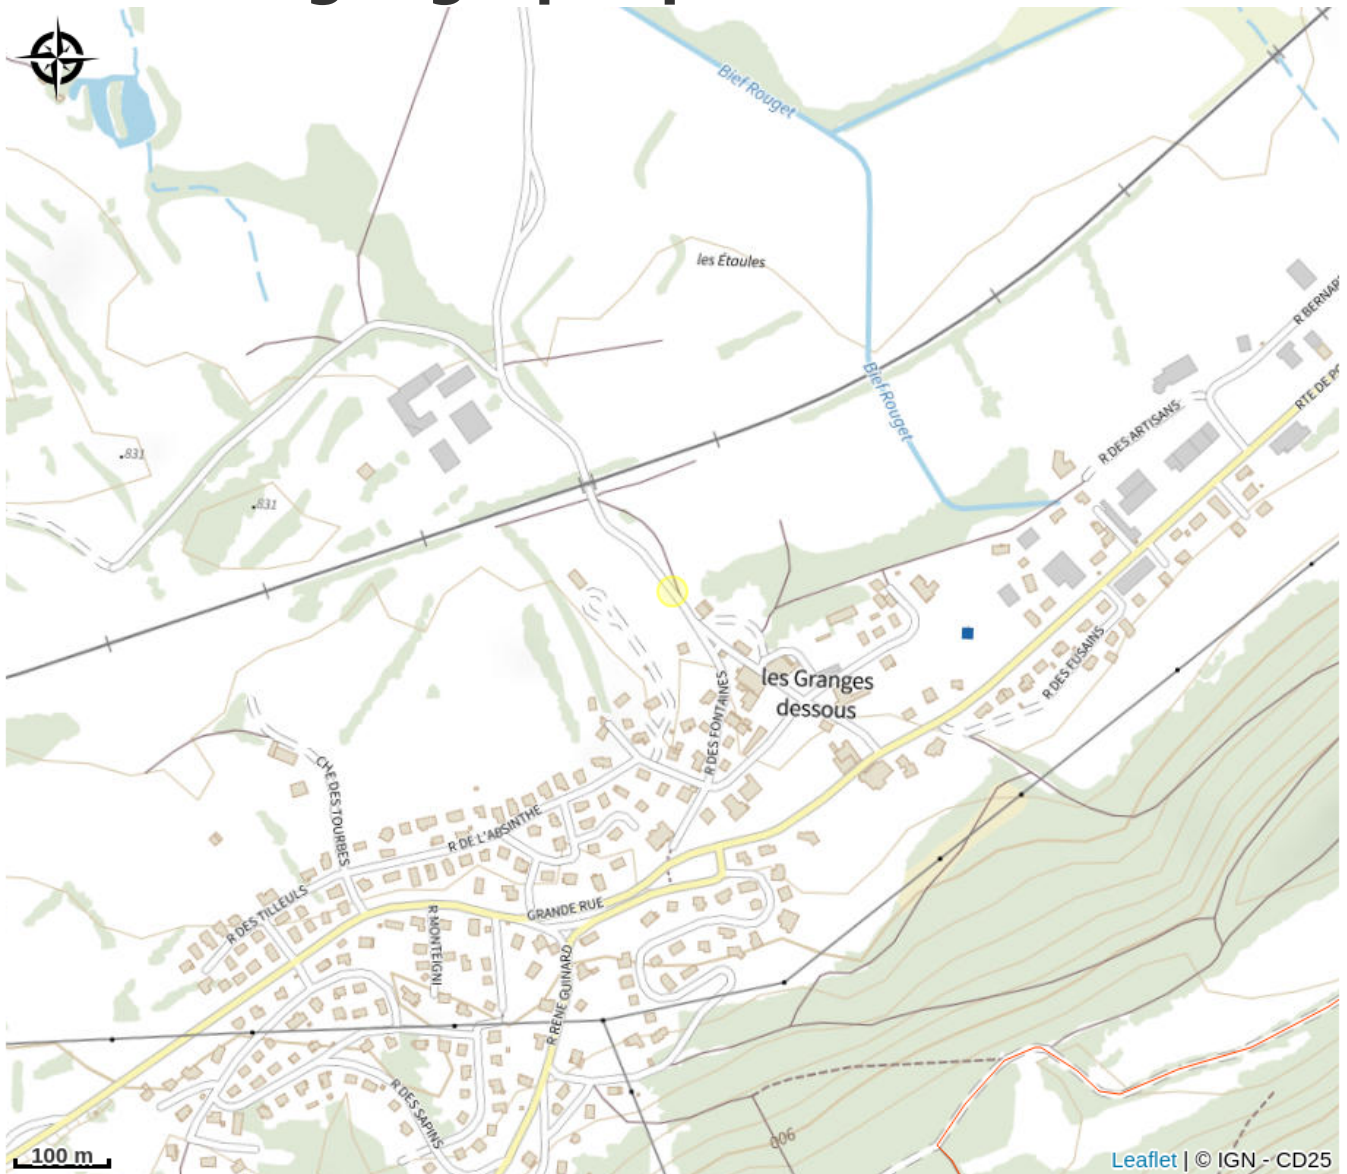 Bief Rouget
les Étoules
R BERNAR
Bief Rouget
RTE DE PO
R DES ARTISANS
831
831
R DES FUSAINS
les Granges
dessous
R DES FONTAINES
CHE DES TOURBES
R DE L'ABSINTHE
R DES TILLEULS
GRANDE RUE
R MONTEIGNI
R RENE GUINARD
R DES SAPINS
900
100 m
Leaflet | © IGN - CD25